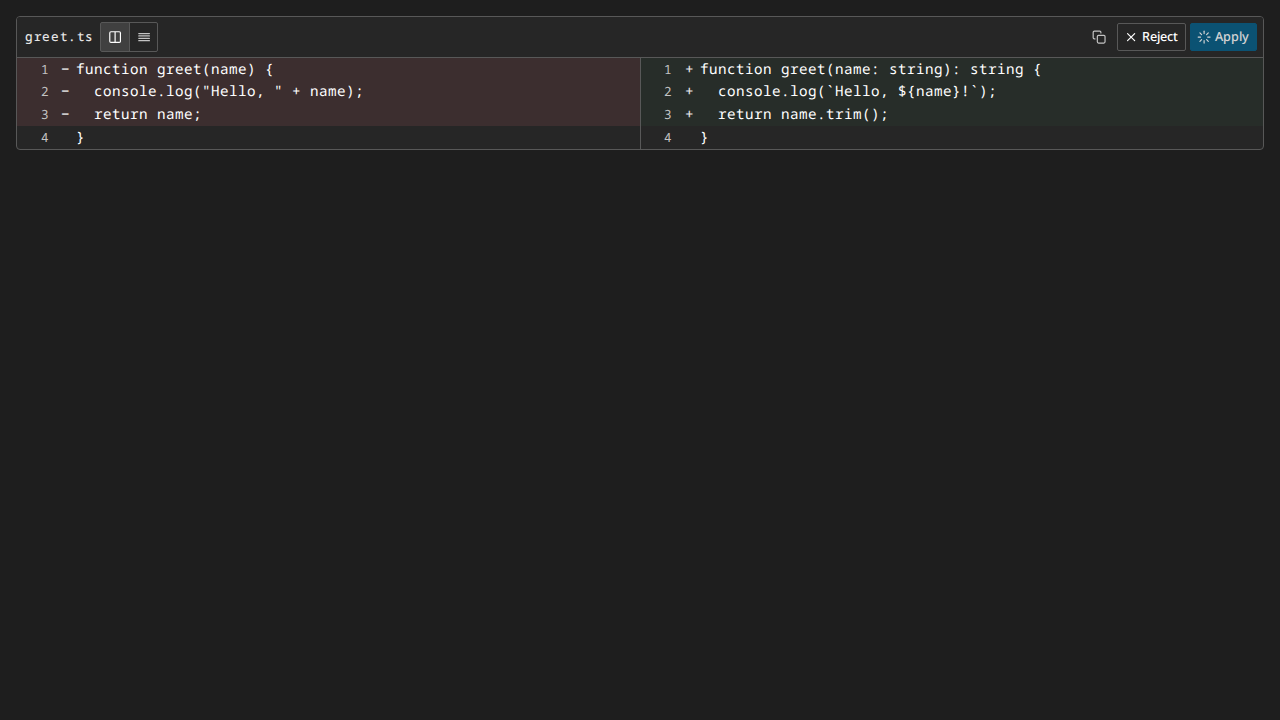 greet.ts
Reject
Apply
1 − function greet(name) {
2 −   console.log("Hello, " + name);
3 −   return name;
4   }
1 + function greet(name: string): string {
2 +   console.log(`Hello, ${name}!`);
3 +   return name.trim();
4   }